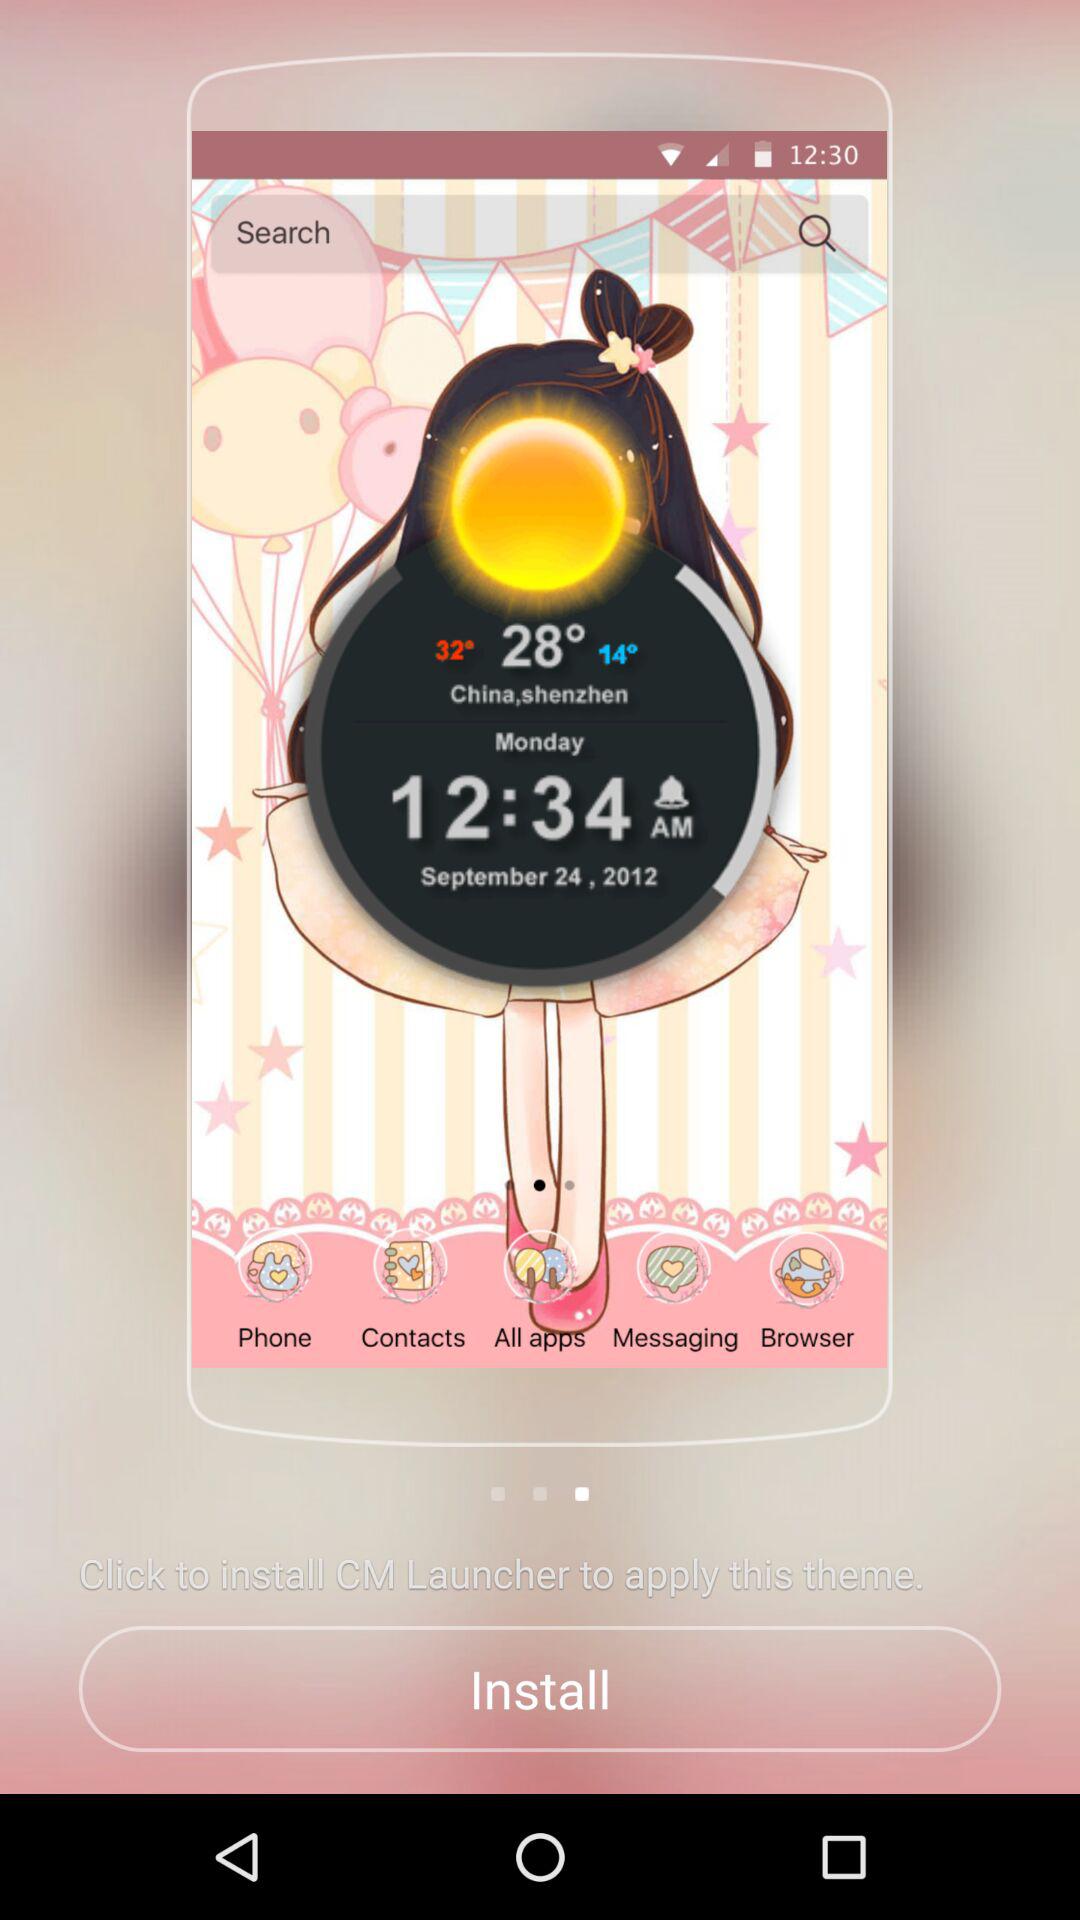 12:30
Search
32° 28° 14°
China,shenzhen
Monday
12:34 AM
September 24 , 2012
Phone Contacts All apps Messaging Browser
Click to install CM Launcher to apply this theme.
Install